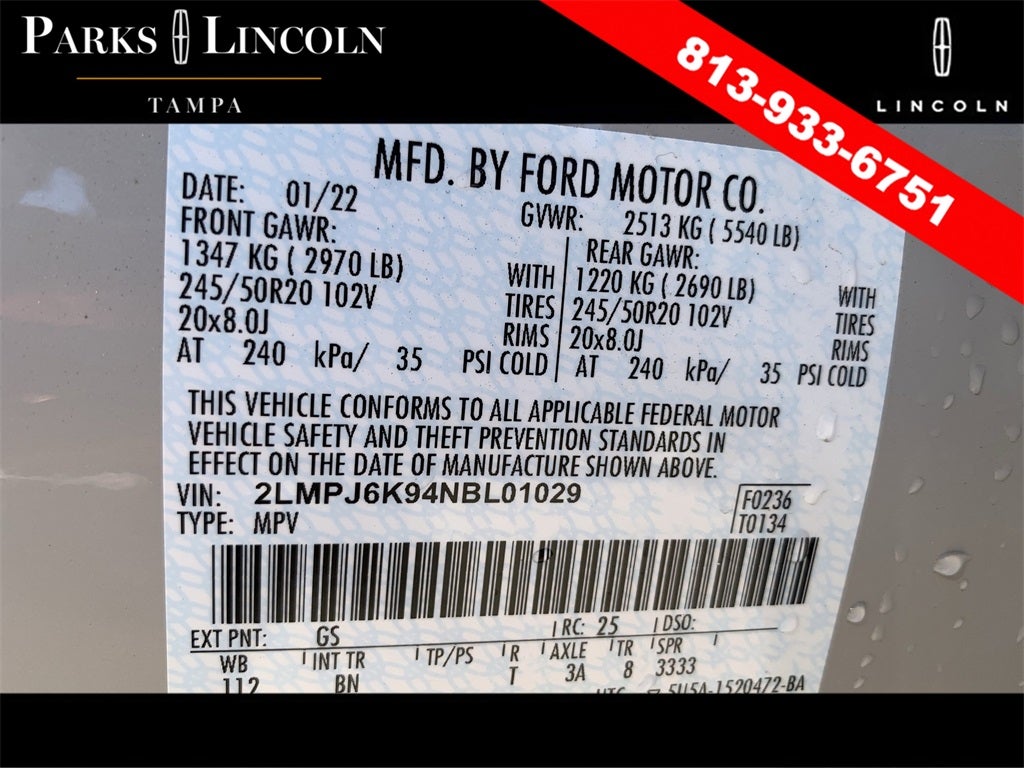 PARKS LINCOLN
TAMPA
813-933-6751
LINCOLN
MFD. BY FORD MOTOR CO.
DATE: 01/22 GVWR: 2513 KG ( 5540 LB)
FRONT GAWR: REAR GAWR:
1347 KG ( 2970 LB) WITH 1220 KG ( 2690 LB) WITH
245/50R20 102V TIRES 245/50R20 102V TIRES
20x8.0J RIMS 20x8.0J RIMS
AT 240 kPa/ 35 PSI COLD AT 240 kPa/ 35 PSI COLD
THIS VEHICLE CONFORMS TO ALL APPLICABLE FEDERAL MOTOR
VEHICLE SAFETY AND THEFT PREVENTION STANDARDS IN
EFFECT ON THE DATE OF MANUFACTURE SHOWN ABOVE.
VIN: 2LMPJ6K94NBL01029 F0236
TYPE: MPV T0134
EXT PNT: GS RC: 25 DSO:
WB INT TR TP/PS R AXLE TR SPR
112 BN T 3A 8 3333